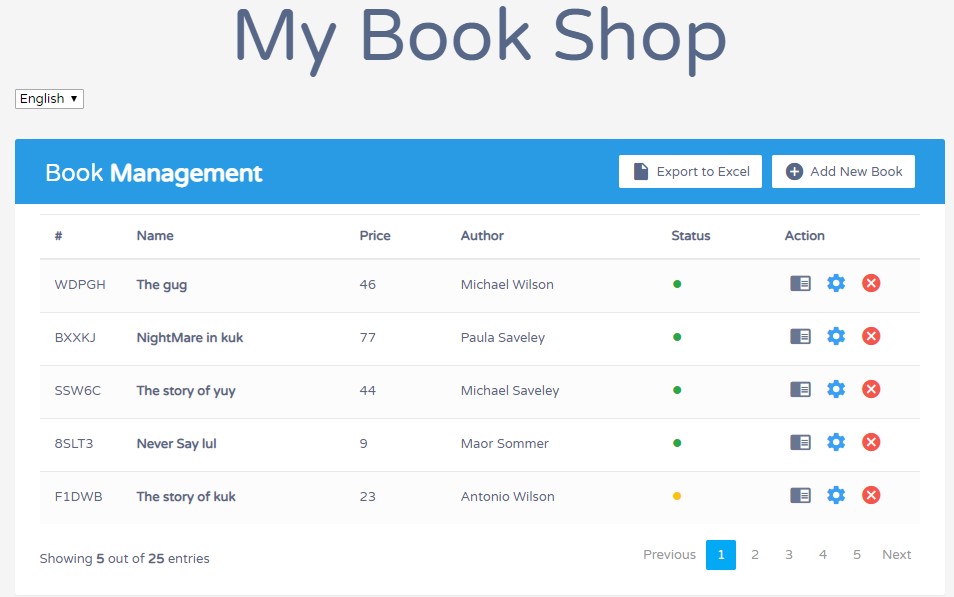 My Book Shop
English
Book Management
Export to Excel
Add New Book
# Name Price Author Status Action
WDPGH The gug 46 Michael Wilson
BXXKJ NightMare in kuk 77 Paula Saveley
SSW6C The story of yuy 44 Michael Saveley
8SLT3 Never Say lul 9 Maor Sommer
F1DWB The story of kuk 23 Antonio Wilson
Showing 5 out of 25 entries
Previous 1 2 3 4 5 Next